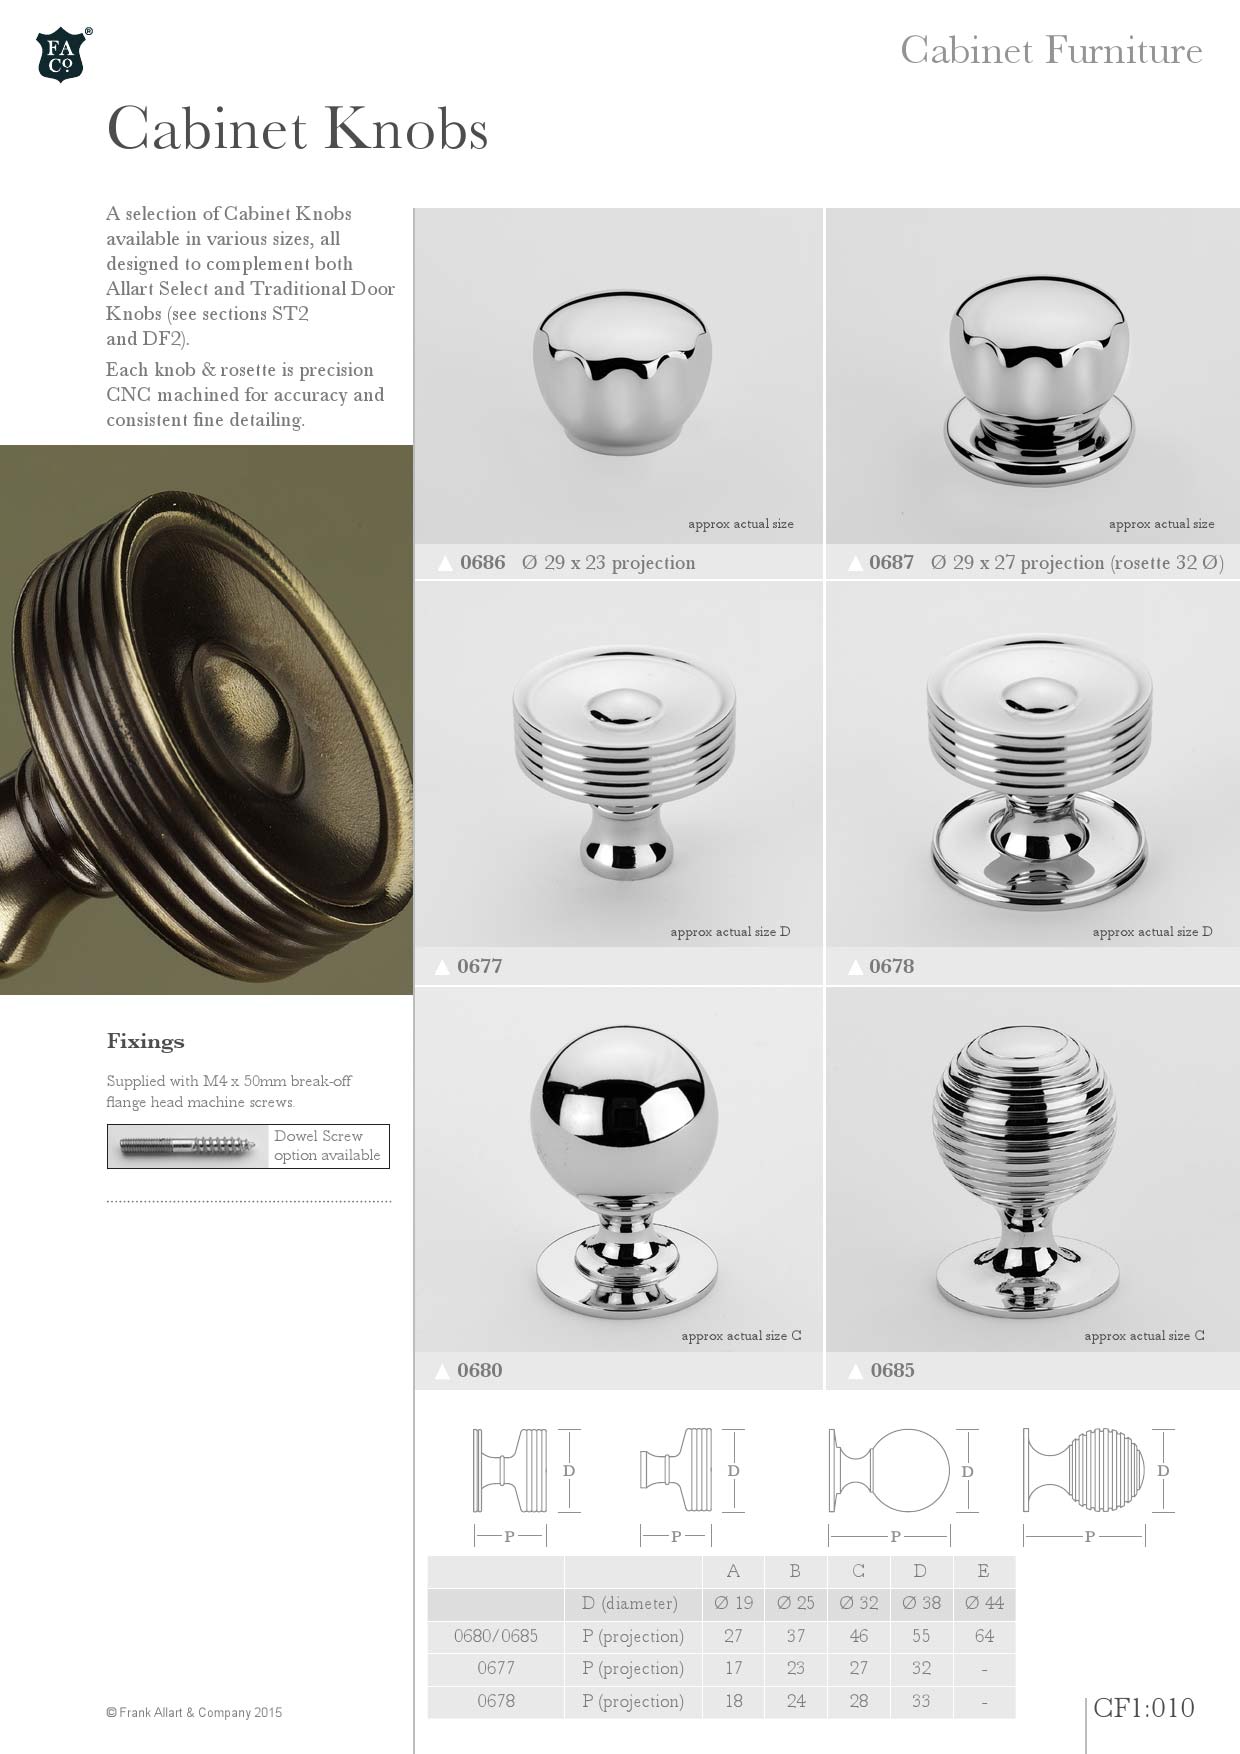 FA
Co.
®
Cabinet Furniture
Cabinet Knobs
A selection of Cabinet Knobs
available in various sizes, all
designed to complement both
Allart Select and Traditional Door
Knobs (see sections ST2
and DF2).
Each knob & rosette is precision
CNC machined for accuracy and
consistent fine detailing.
approx actual size
approx actual size
0686 Ø 29 x 23 projection
0687 Ø 29 x 27 projection (rosette 32 Ø)
approx actual size D
approx actual size D
0677
0678
Fixings
Supplied with M4 x 50mm break-off
flange head machine screws.
Dowel Screw
option available
approx actual size C
approx actual size C
0680
0685
D D D D
P P P P
A B C D E
D (diameter) Ø 19 Ø 25 Ø 32 Ø 38 Ø 44
0680/0685 P (projection) 27 37 46 55 64
0677 P (projection) 17 23 27 32 -
0678 P (projection) 18 24 28 33 -
© Frank Allart & Company 2015
CF1:010